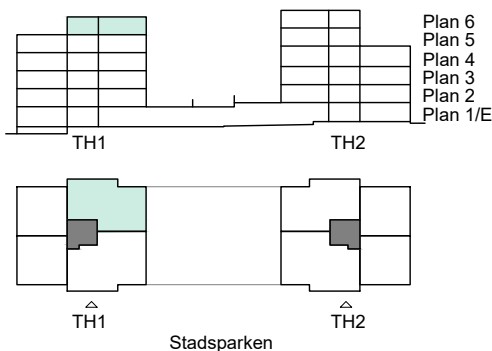 Plan 6
Plan 5
Plan 4
Plan 3
Plan 2
Plan 1/E
TH1 TH2
TH1 TH2
Stadsparken